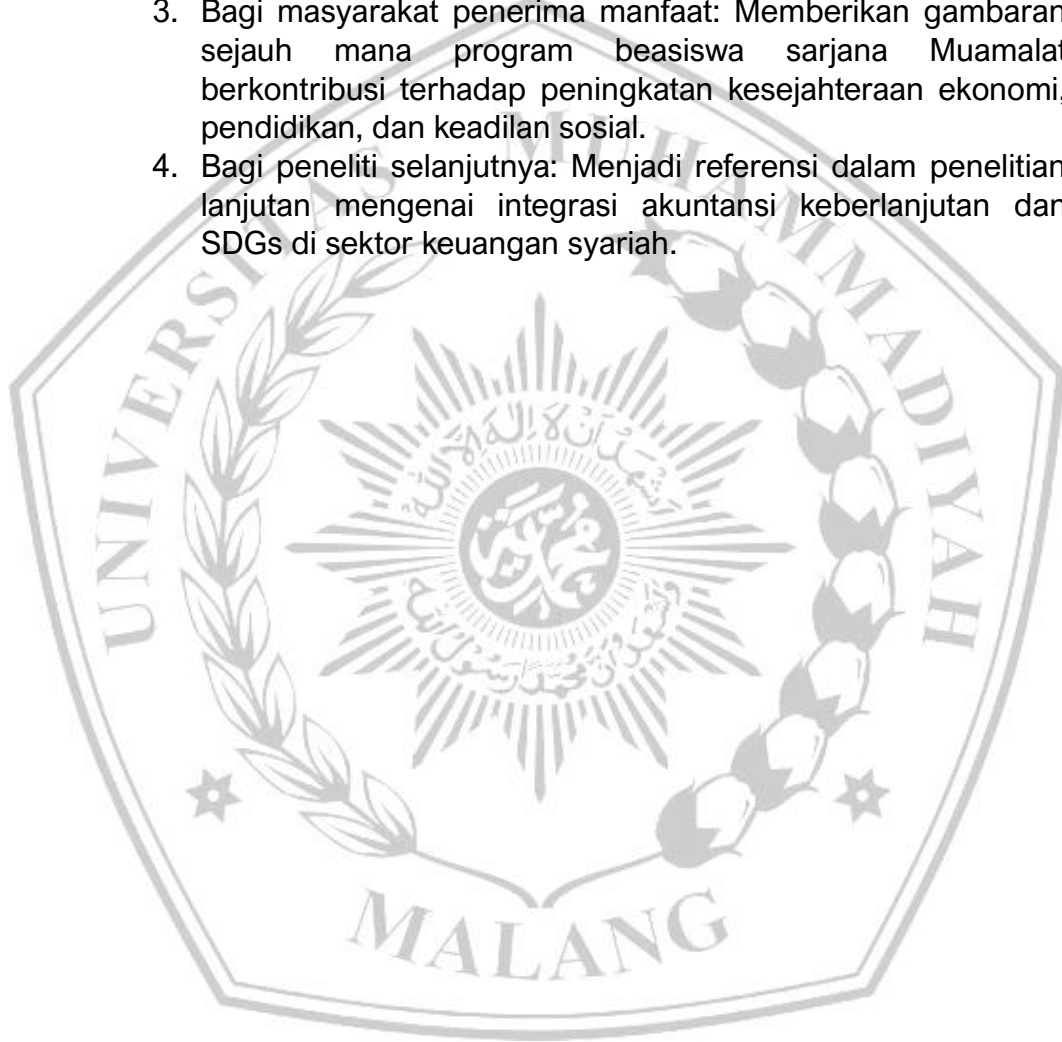 3. Bagi masyarakat penerima manfaat: Memberikan gambaran
sejauh mana program beasiswa sarjana Muamalat
berkontribusi terhadap peningkatan kesejahteraan ekonomi,
pendidikan, dan keadilan sosial.
4. Bagi peneliti selanjutnya: Menjadi referensi dalam penelitian
lanjutan mengenai integrasi akuntansi keberlanjutan dan
SDGs di sektor keuangan syariah.
UNIVERSITAS MUHAMMADIYAH
MALANG